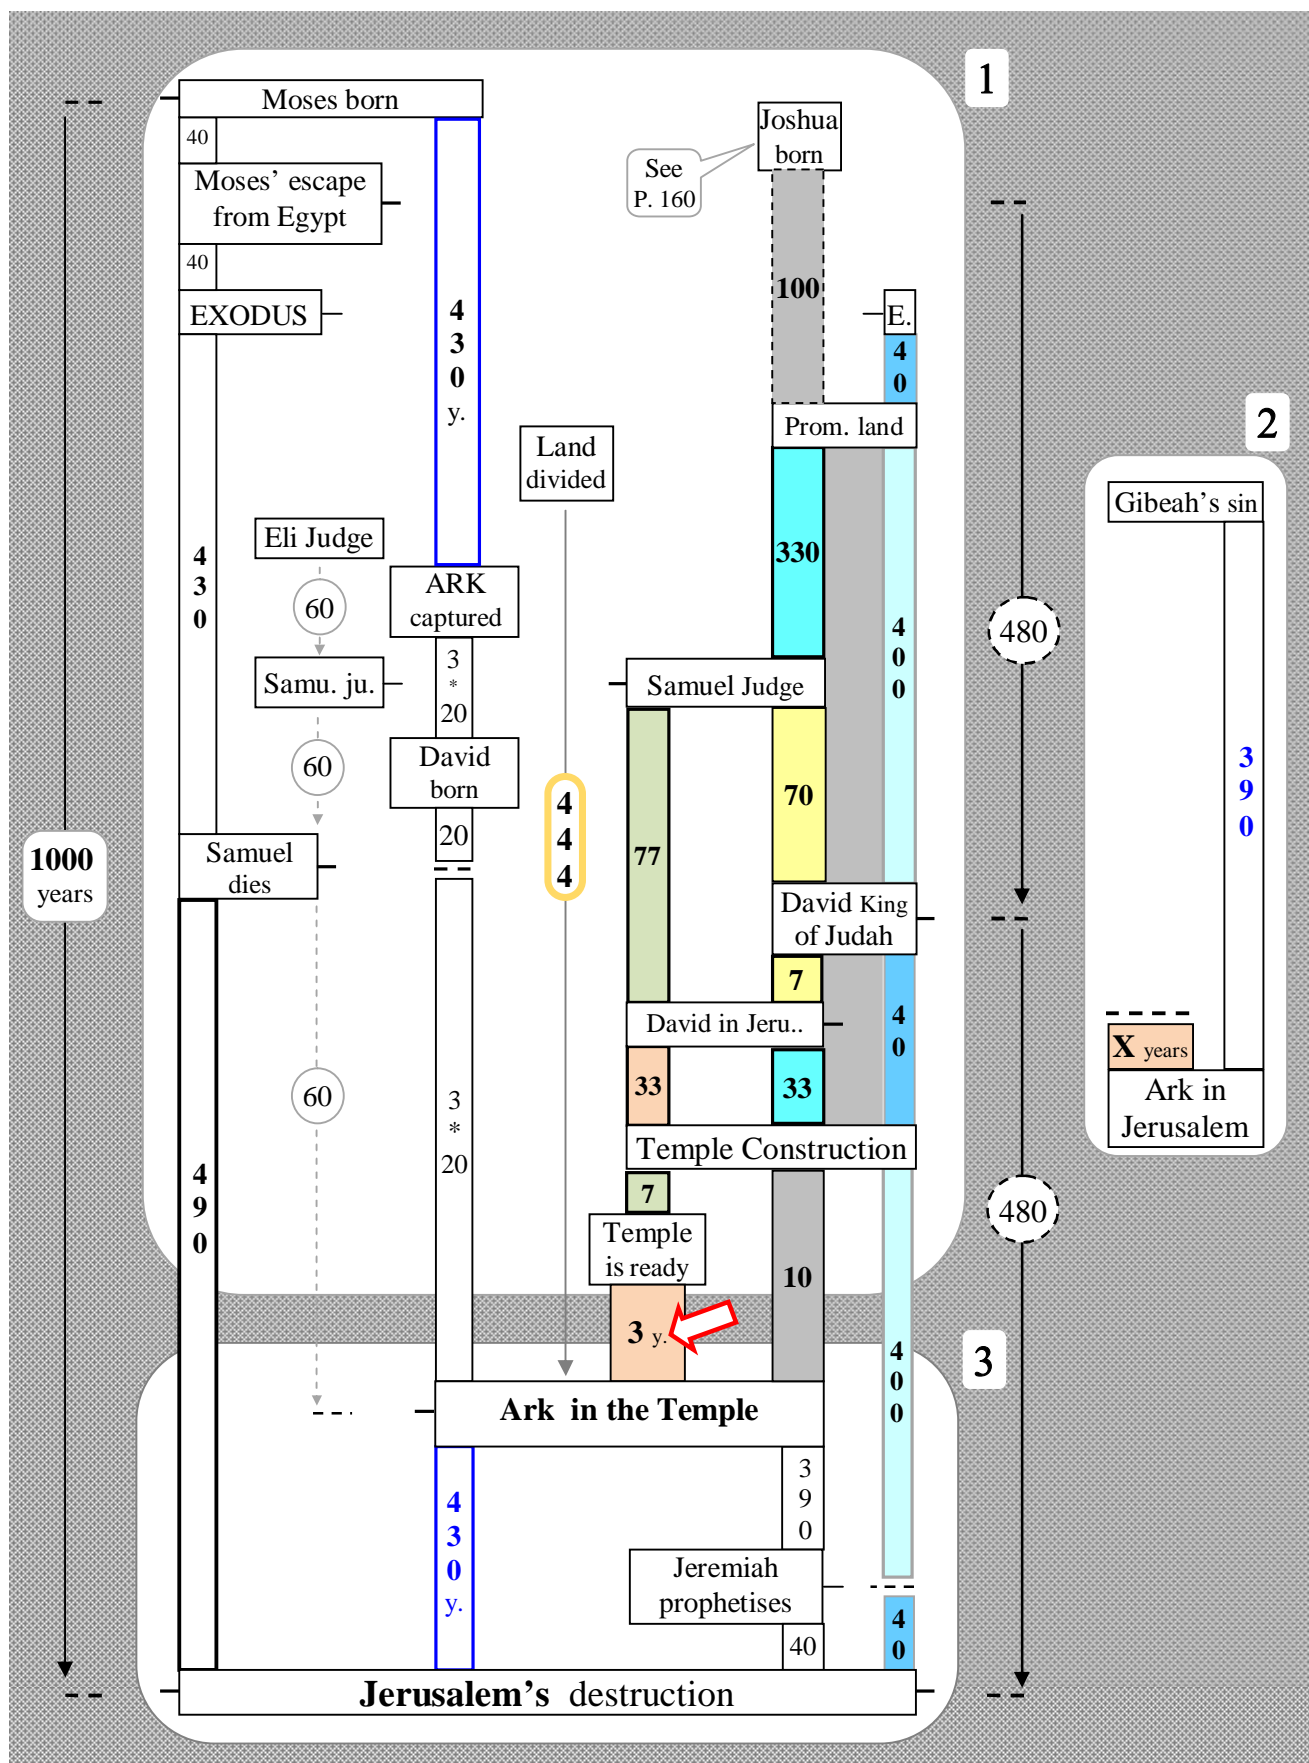 1
Moses born
40
Joshua
born
See
P. 160
Moses’ escape
from Egypt
40
100
EXODUS
4
3
0
y.
E.
4
0
Prom. land
2
Land
divided
Gibeah’s sin
Eli Judge
330
4
3
0
ARK
captured
60
4
0
0
480
3
*
20
Samu. ju.
Samuel Judge
60
David
born
3
9
0
4
4
4
70
20
77
1000
years
Samuel
dies
David King
of Judah
7
David in Jeru..
4
0
X years
33
33
Ark in
Jerusalem
60
3
*
20
Temple Construction
4
9
0
7
480
Temple
is ready
10
3 y.
3
4
0
0
Ark in the Temple
3
9
0
4
3
0
y.
Jeremiah
prophetises
4
0
40
Jerusalem’s destruction